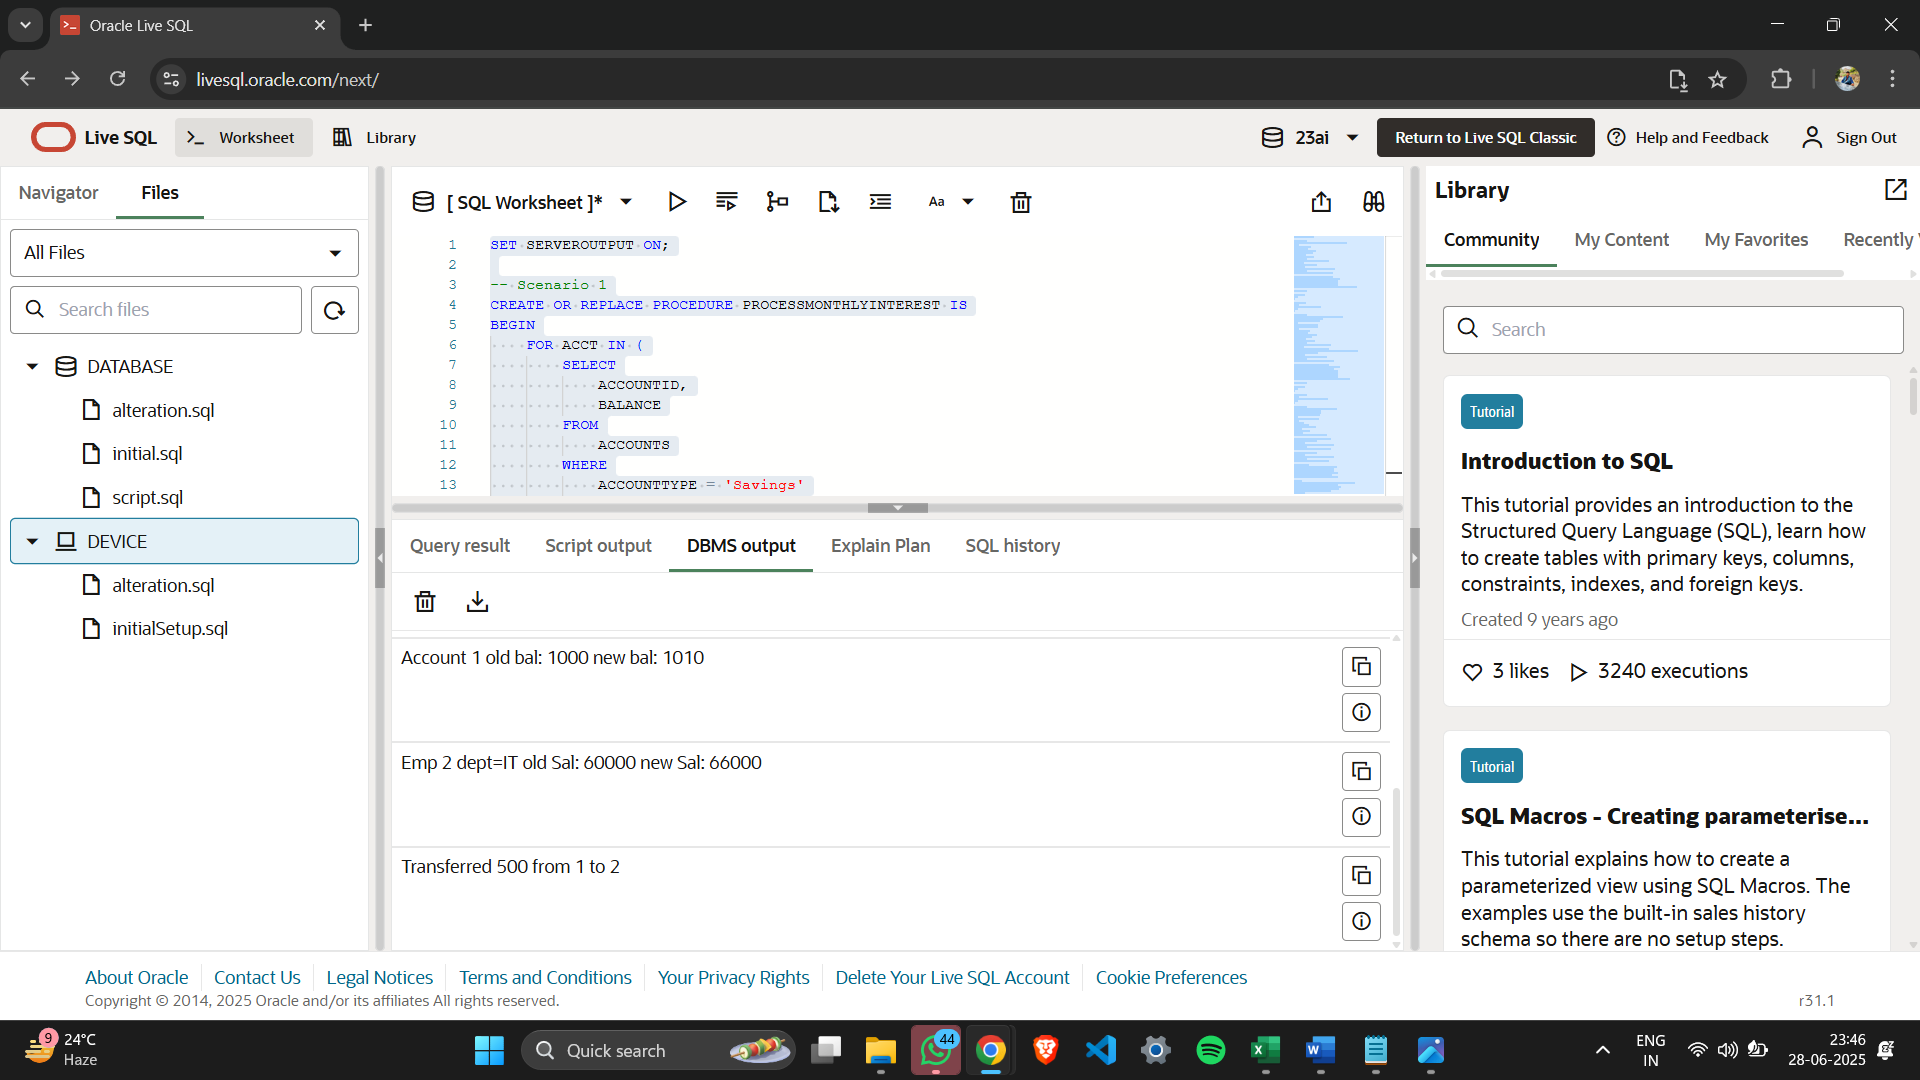 Oracle Live SQL
livesql.oracle.com/next/
Live SQL
Worksheet
Library
23ai
Return to Live SQL Classic
Help and Feedback
Sign Out
Navigator
Files
All Files
Search files
DATABASE
alteration.sql
initial.sql
script.sql
DEVICE
alteration.sql
initialSetup.sql
[ SQL Worksheet ]*
Aa
1 SET SERVEROUTPUT ON;
2
3 -- Scenario 1
4 CREATE OR REPLACE PROCEDURE PROCESSMONTHLYINTEREST IS
5 BEGIN
6 FOR ACCT IN (
7 SELECT
8 ACCOUNTID,
9 BALANCE
10 FROM
11 ACCOUNTS
12 WHERE
13 ACCOUNTTYPE = 'Savings'
Query result
Script output
DBMS output
Explain Plan
SQL history
Account 1 old bal: 1000 new bal: 1010
Emp 2 dept=IT old Sal: 60000 new Sal: 66000
Transferred 500 from 1 to 2
Library
Community
My Content
My Favorites
Recently
Search
Tutorial
Introduction to SQL
This tutorial provides an introduction to the
Structured Query Language (SQL), learn how
to create tables with primary keys, columns,
constraints, indexes, and foreign keys.
Created 9 years ago
3 likes
3240 executions
Tutorial
SQL Macros - Creating parameterise...
This tutorial explains how to create a
parameterized view using SQL Macros. The
examples use the built-in sales history
schema so there are no setup steps.
About Oracle
Contact Us
Legal Notices
Terms and Conditions
Your Privacy Rights
Delete Your Live SQL Account
Cookie Preferences
Copyright © 2014, 2025 Oracle and/or its affiliates All rights reserved.
r31.1
9
24°C
Haze
Quick search
44
ENG
IN
23:46
28-06-2025